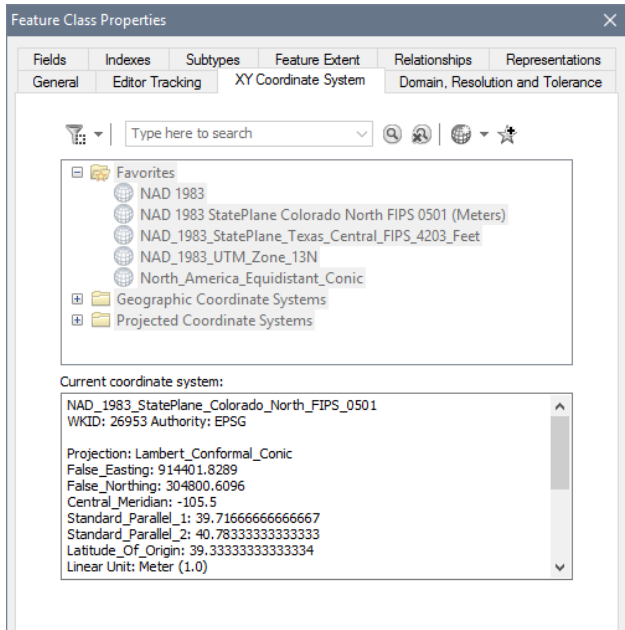 Feature Class Properties
Fields Indexes Subtypes Feature Extent Relationships Representations
General Editor Tracking XY Coordinate System Domain, Resolution and Tolerance
Type here to search
Favorites
NAD 1983
NAD 1983 StatePlane Colorado North FIPS 0501 (Meters)
NAD_1983_StatePlane_Texas_Central_FIPS_4203_Feet
NAD_1983_UTM_Zone_13N
North_America_Equidistant_Conic
Geographic Coordinate Systems
Projected Coordinate Systems
Current coordinate system:
NAD_1983_StatePlane_Colorado_North_FIPS_0501
WKID: 26953 Authority: EPSG
Projection: Lambert_Conformal_Conic
False_Easting: 914401.8289
False_Northing: 304800.6096
Central_Meridian: -105.5
Standard_Parallel_1: 39.71666666666667
Standard_Parallel_2: 40.78333333333333
Latitude_Of_Origin: 39.33333333333334
Linear Unit: Meter (1.0)